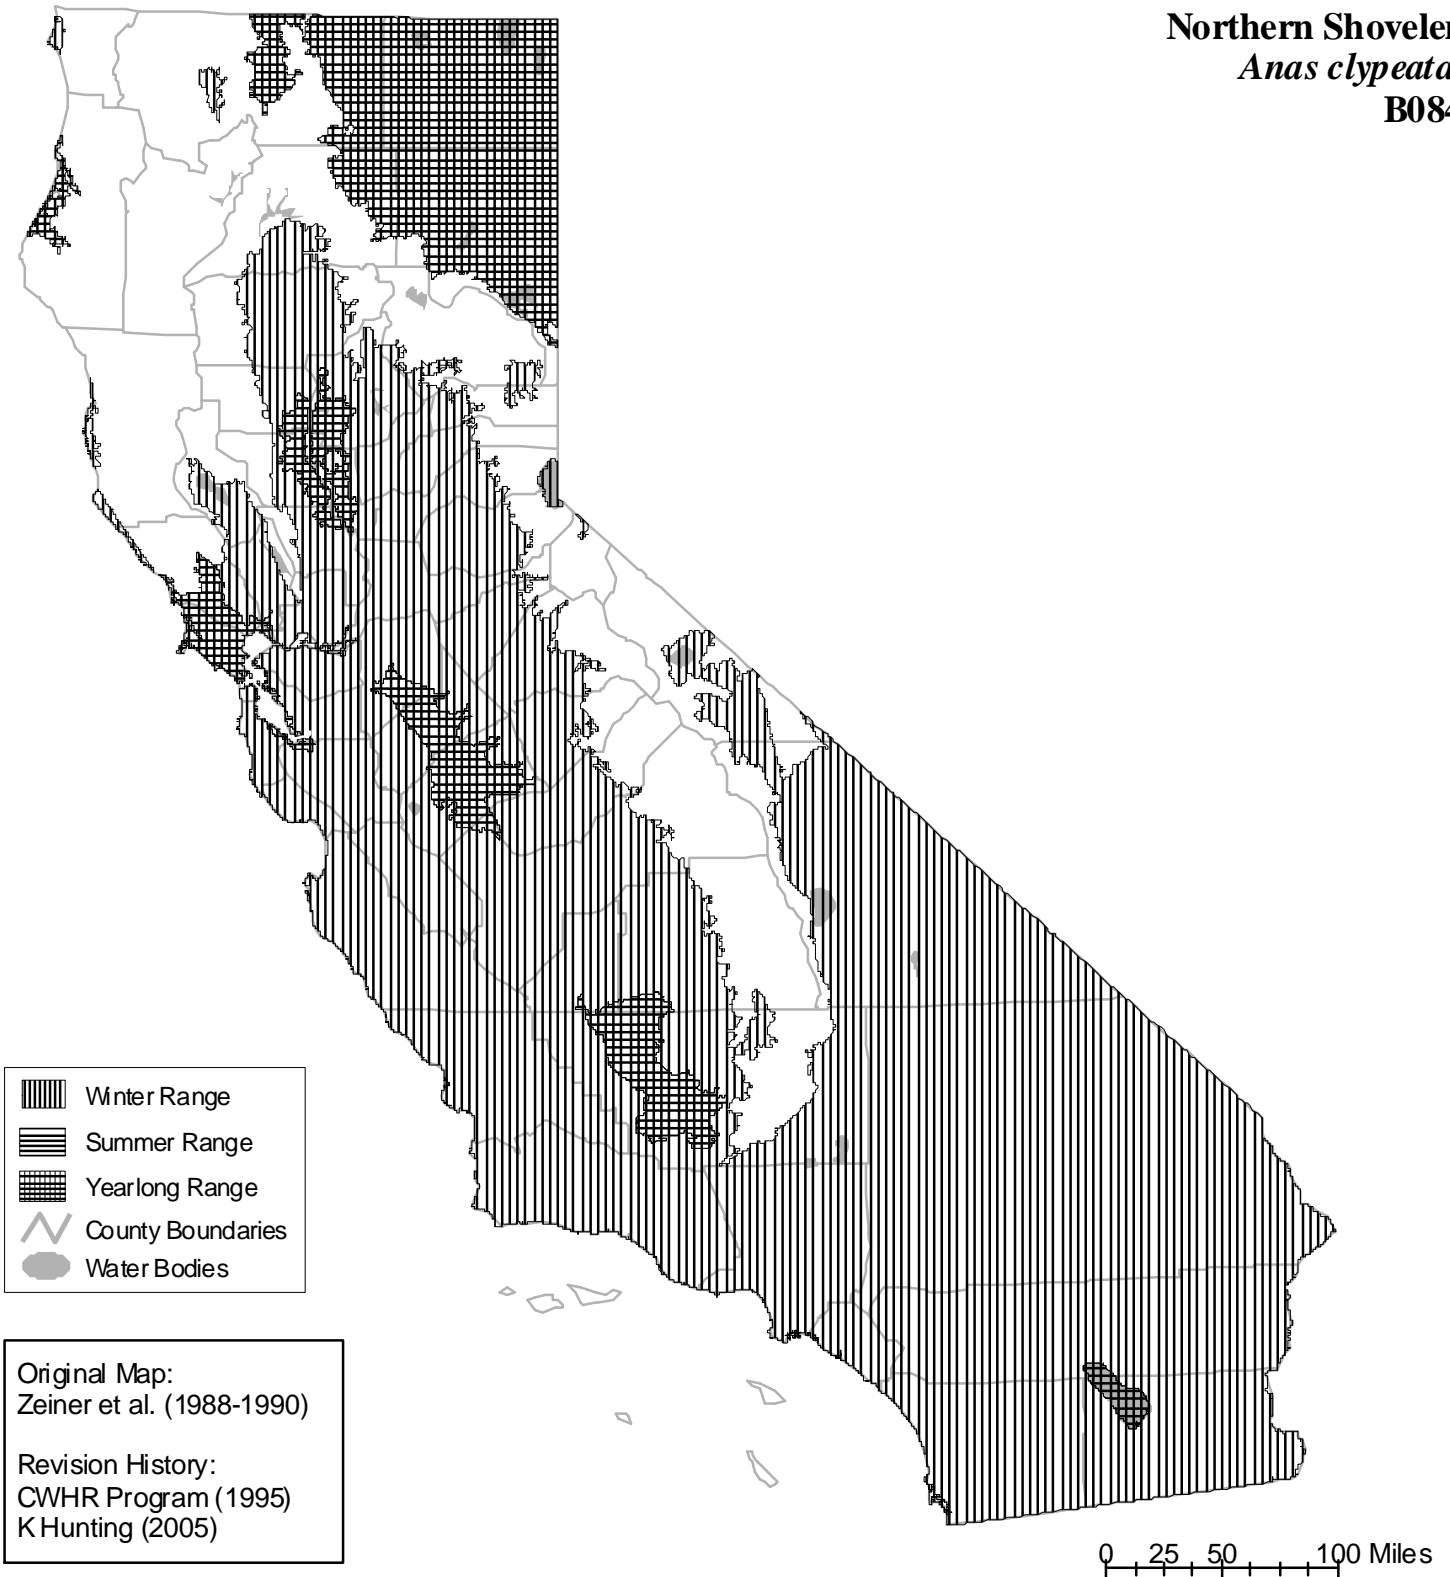 Northern Shoveler
Anas clypeata
B084
Winter Range
Summer Range
Yearlong Range
County Boundaries
Water Bodies
Original Map:
Zeiner et al. (1988-1990)
Revision History:
CWHR Program (1995)
K Hunting (2005)
0 25 50 100 Miles